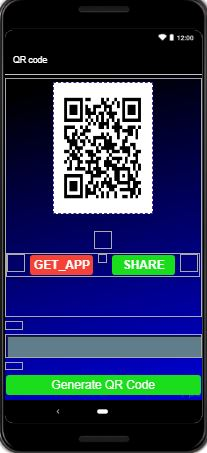 12:00
QR code
GET_APP SHARE
Generate QR Code